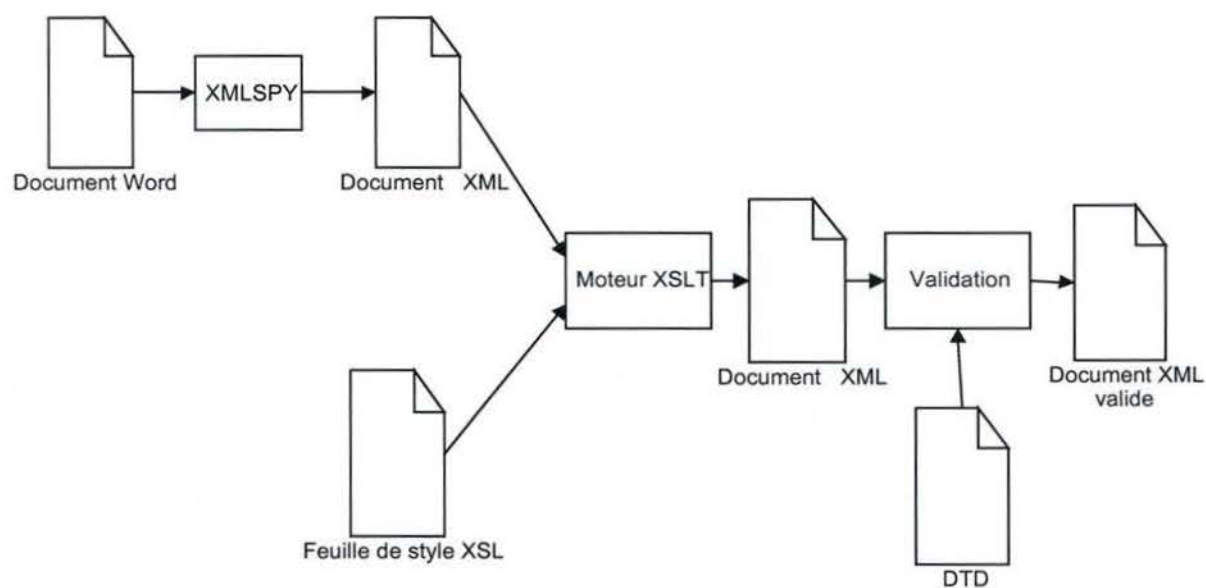 XMLSPY
Document Word
Document XML
Moteur XSLT
Validation
Document XML
Document XML
valide
Feuille de style XSL
DTD